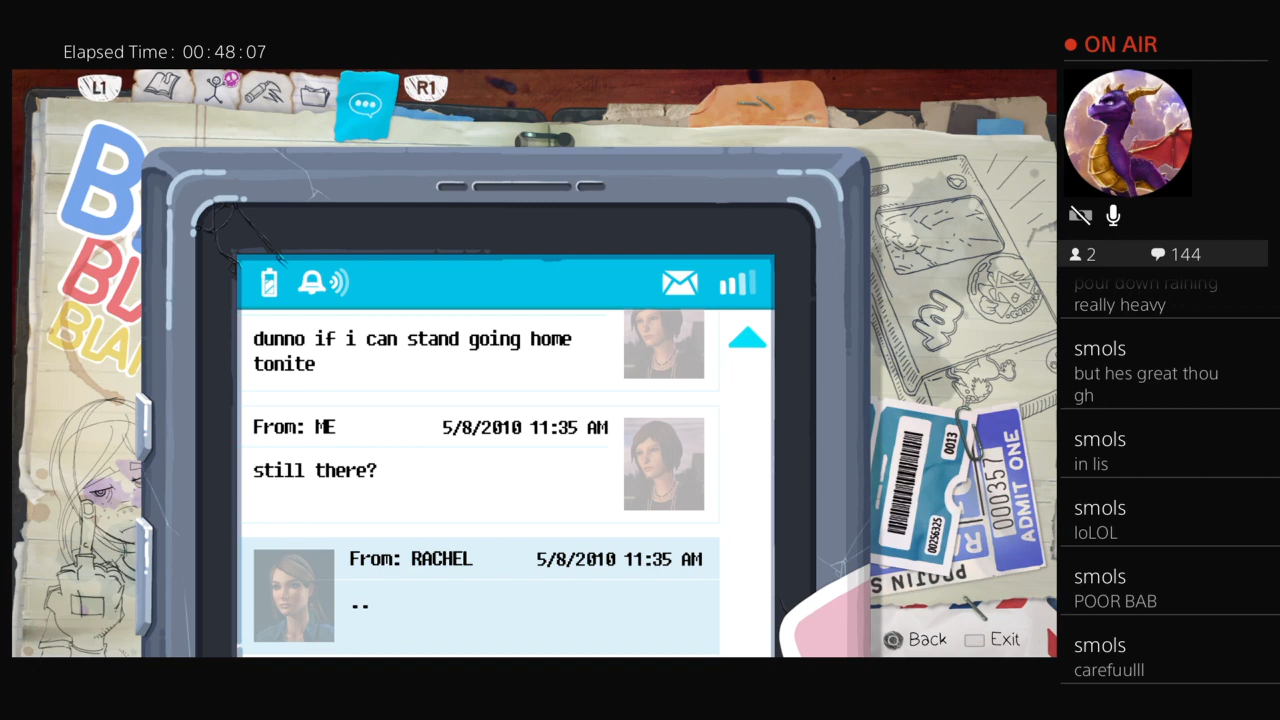 Elapsed Time: 00:48:07
ON AIR
L1
R1
2
144
pour down raining
really heavy
smols
but hes great thou
gh
smols
in lis
smols
loLOL
smols
POOR BAB
smols
carefuulll
dunno if i can stand going home
tonite
From: ME 5/8/2010 11:35 AM
still there?
From: RACHEL 5/8/2010 11:35 AM
..
0013
00256325
000357
ADMIT ONE
Back
Exit